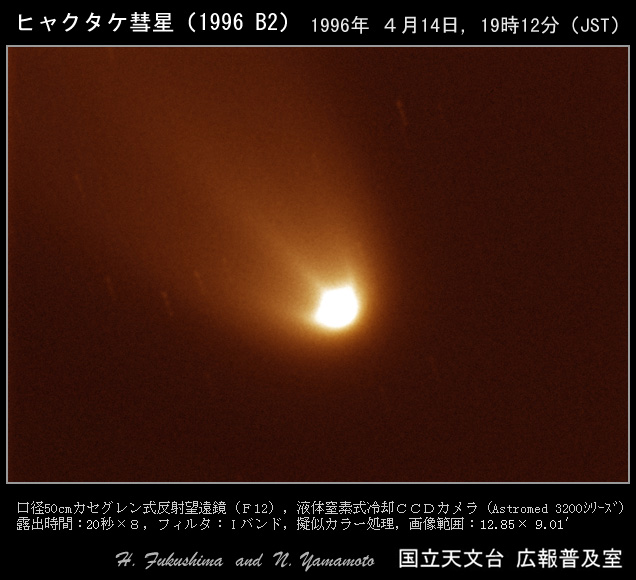 ヒャクタケ彗星（1996 B2） 1996年 ４月14日, 19時12分（JST）
口径50cmカセグレン式反射望遠鏡（Ｆ12）, 液体窒素式冷却ＣＣＤカメラ（Astromed 3200ｼﾘｰｽﾞ）
露出時間：20秒×８, フィルタ：Ｉバンド, 擬似カラー処理, 画像範囲：12.85× 9.01′
H. Fukushima and N. Yamamoto 国立天文台 広報普及室